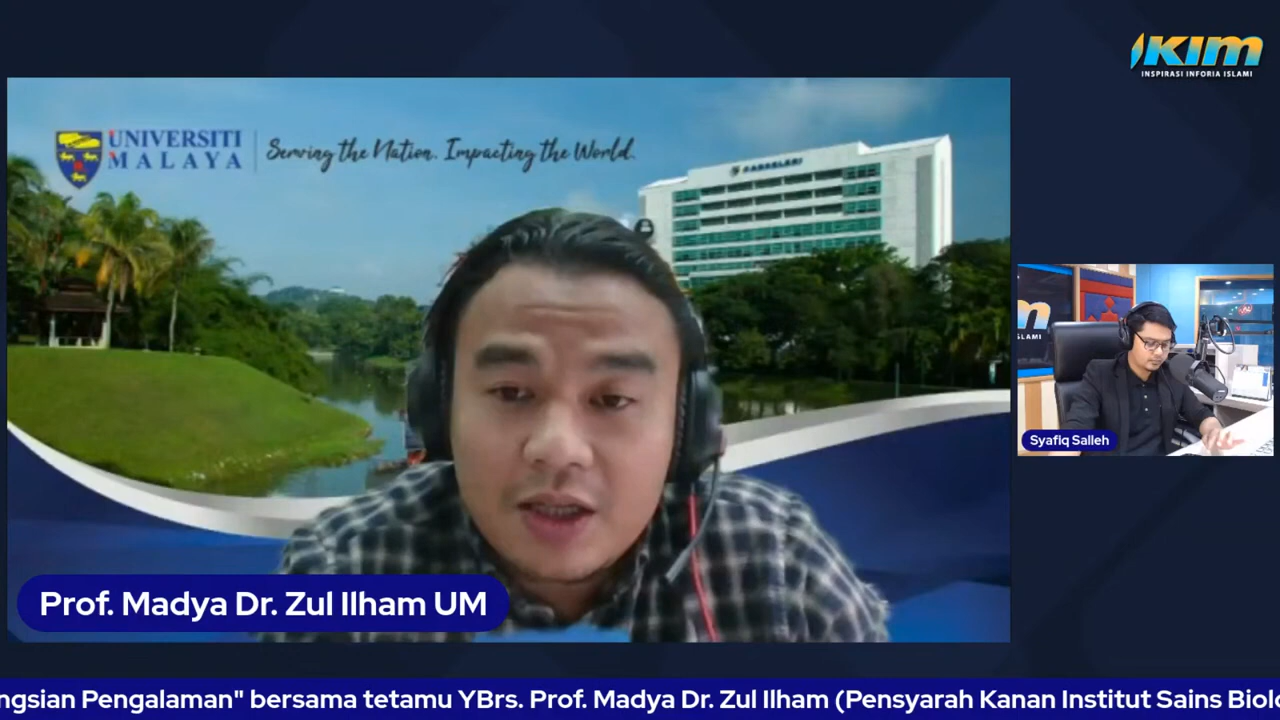 IKIM
INSPIRASI INFORIA ISLAMI
UNIVERSITI
MALAYA
Serving the Nation. Impacting the World.
CANSELERI
Syafiq Salleh
Prof. Madya Dr. Zul Ilham UM
ngsian Pengalaman" bersama tetamu YBrs. Prof. Madya Dr. Zul Ilham (Pensyarah Kanan Institut Sains Biolo